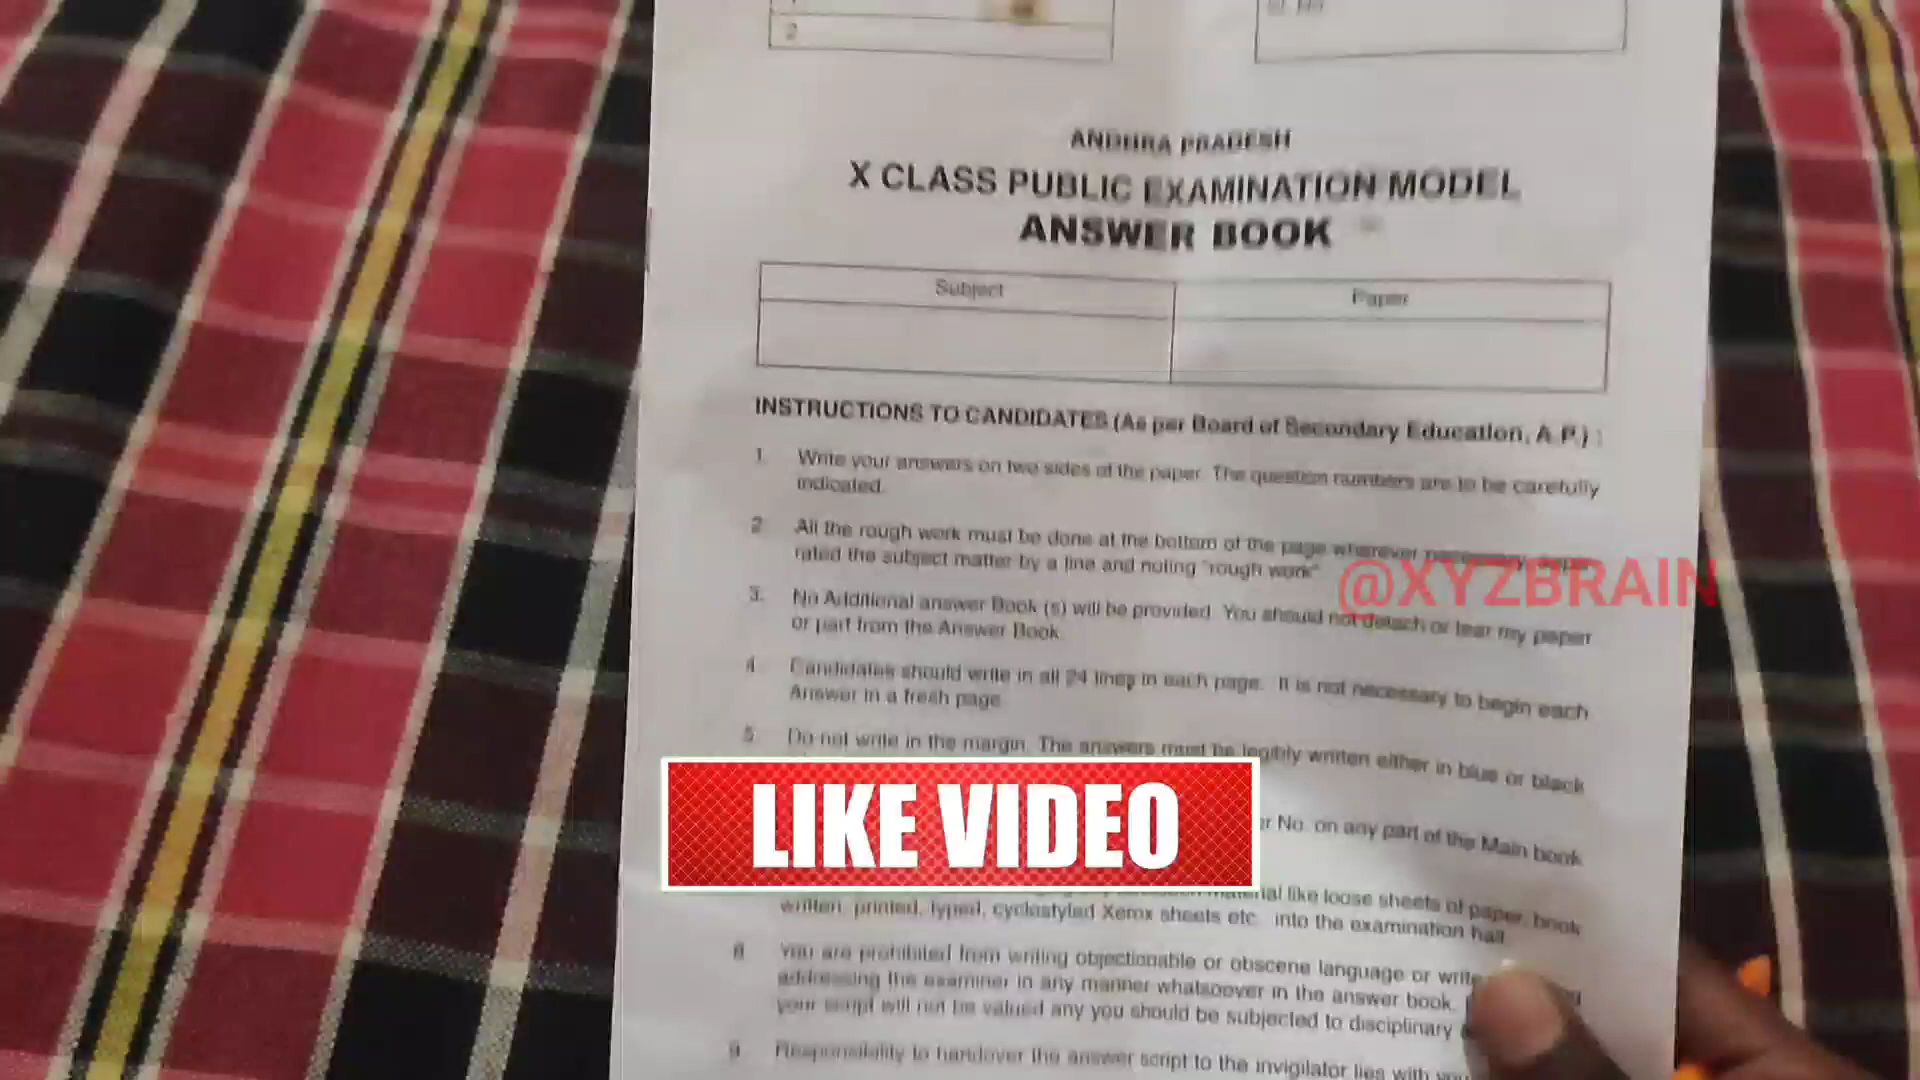 2
ANDHRA PRADESH
X CLASS PUBLIC EXAMINATION MODEL
ANSWER BOOK
Subject Paper
INSTRUCTIONS TO CANDIDATES (As per Board of Secondary Education, A.P.) :
1. Write your answers on two sides of the paper. The question numbers are to be carefully
indicated.
2. All the rough work must be done at the bottom of the page wherever necessary
rated the subject matter by a line and noting "rough work"
@XYZBRAIN
3. No Additional answer Book (s) will be provided. You should not detach or tear my paper
or part from the Answer Book.
4. Candidates should write in all 24 lines in each page. It is not necessary to begin each
Answer in a fresh page.
5. Do not write in the margin. The answers must be legibly written either in blue or black
LIKE VIDEO
No. on any part of the Main book
like loose sheets of paper, book
written, printed, typed, cyclostyled Xerox sheets etc. into the examination hall.
8 you are prohibited from writing objectionable or obscene language or write
addressing the examiner in any manner whatsoever in the answer book.
your script will not be valued any you should be subjected to disciplinary
9 Responsibility to handover the answer script to the invigilator lies with you